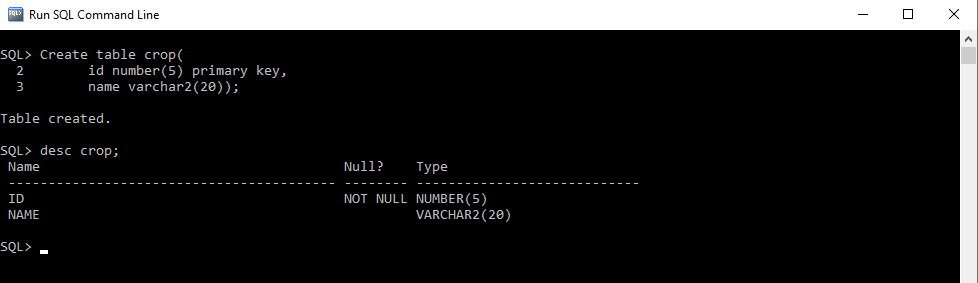 Run SQL Command Line
SQL> Create table crop(
  2        id number(5) primary key,
  3        name varchar2(20));
Table created.
SQL> desc crop;
 Name                                      Null?    Type
 ----------------------------------------- -------- ----------------------------
 ID                                        NOT NULL NUMBER(5)
 NAME                                               VARCHAR2(20)
SQL>